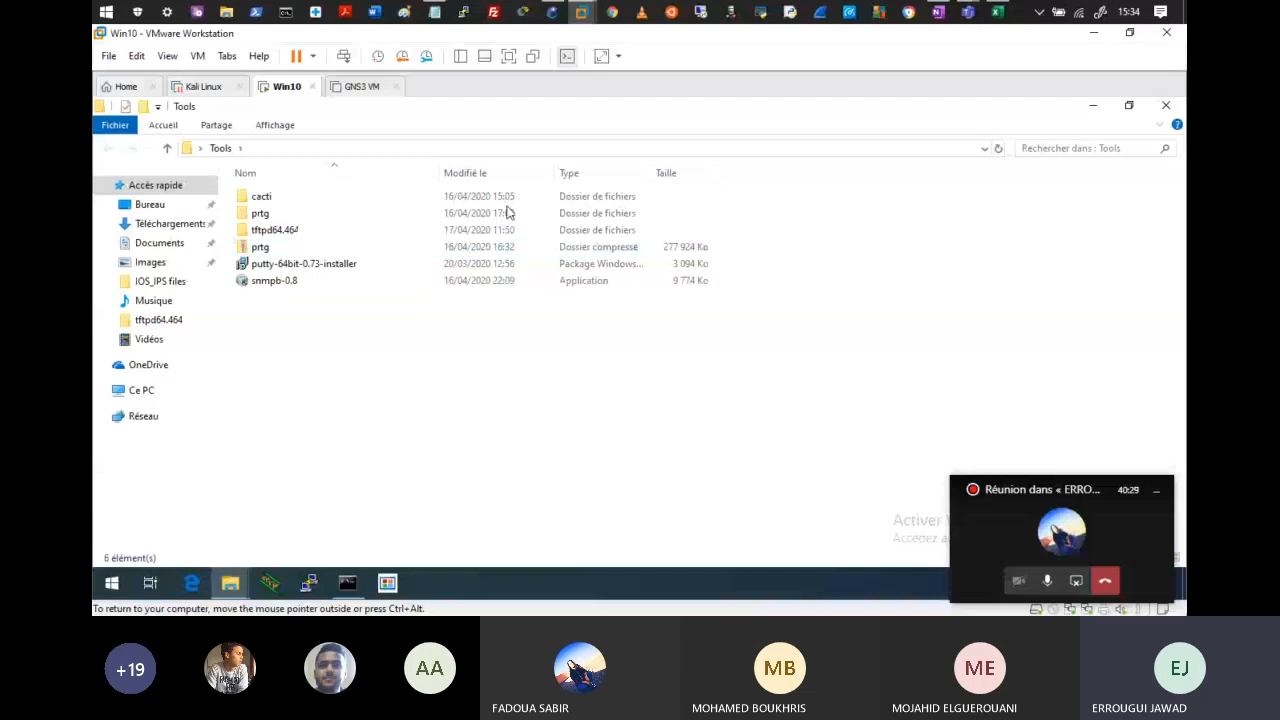 15:34
Win10 - VMware Workstation
File Edit View VM Tabs Help
Home Kali Linux Win10 GNS3 VM
Tools
Fichier Accueil Partage Affichage
Tools
Rechercher dans : Tools
Nom Modifié le Type Taille
Accès rapide
Bureau
Téléchargements
Documents
Images
IOS_IPS files
Musique
tftpd64.464
Vidéos
OneDrive
Ce PC
Réseau
cacti 16/04/2020 15:05 Dossier de fichiers
prtg 16/04/2020 Dossier de fichiers
tftpd64.464 17/04/2020 11:50 Dossier de fichiers
prtg 16/04/2020 16:32 Dossier compressé 277 924 Ko
putty-64bit-0.73-installer 20/03/2020 12:56 Package Windows... 3 094 Ko
snmpb-0.8 16/04/2020 22:09 Application 9 774 Ko
Activer
6 élément(s)
Réunion dans « ERRO... 40:29
To return to your computer, move the mouse pointer outside or press Ctrl+Alt.
+19
AA
MB
ME
EJ
FADOUA SABIR
MOHAMED BOUKHRIS
MOJAHID ELGUEROUANI
ERROUGUI JAWAD